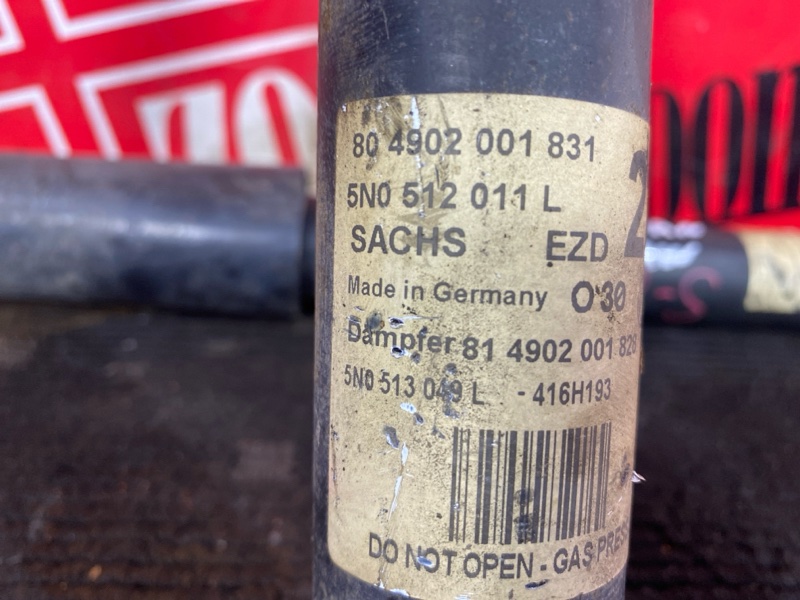 80 4902 001 831
5N0 512 011 L
SACHS EZD
Made in Germany O'30
Dämpfer 81 4902 001 828
5N0 513 049 L - 416H193
DO NOT OPEN - GAS